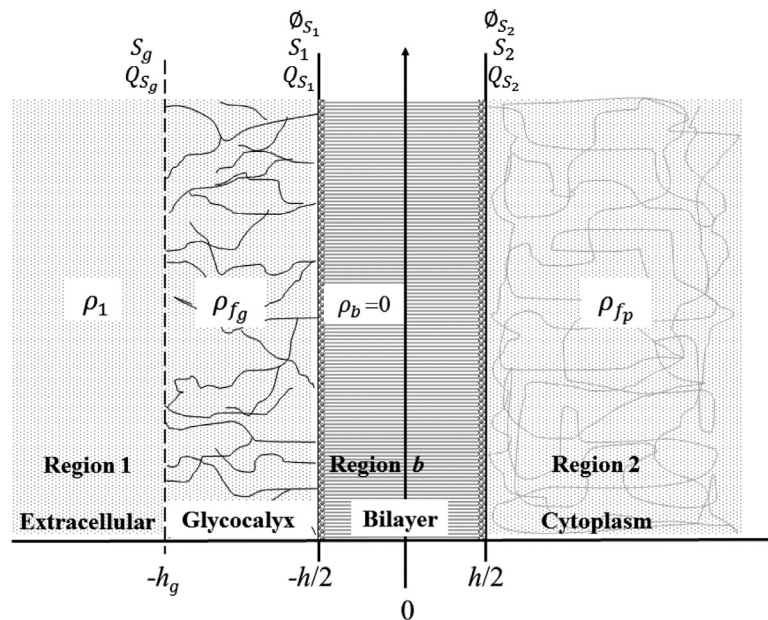 ∅_{S_1} ∅_{S_2}
S_g S_1 S_2
Q_{S_g} Q_{S_1} Q_{S_2}
ρ_1 ρ_{f_g} ρ_b=0 ρ_{f_p}
Region 1 Region b Region 2
Extracellular Glycocalyx Bilayer Cytoplasm
-h_g -h/2 h/2
0